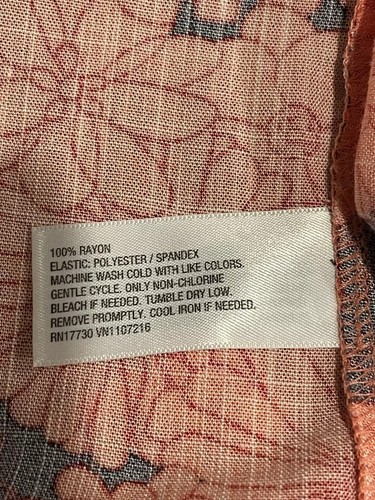 100% RAYON
ELASTIC: POLYESTER / SPANDEX
MACHINE WASH COLD WITH LIKE COLORS.
GENTLE CYCLE. ONLY NON-CHLORINE
BLEACH IF NEEDED. TUMBLE DRY LOW.
REMOVE PROMPTLY. COOL IRON IF NEEDED.
RN17730 VN1107216